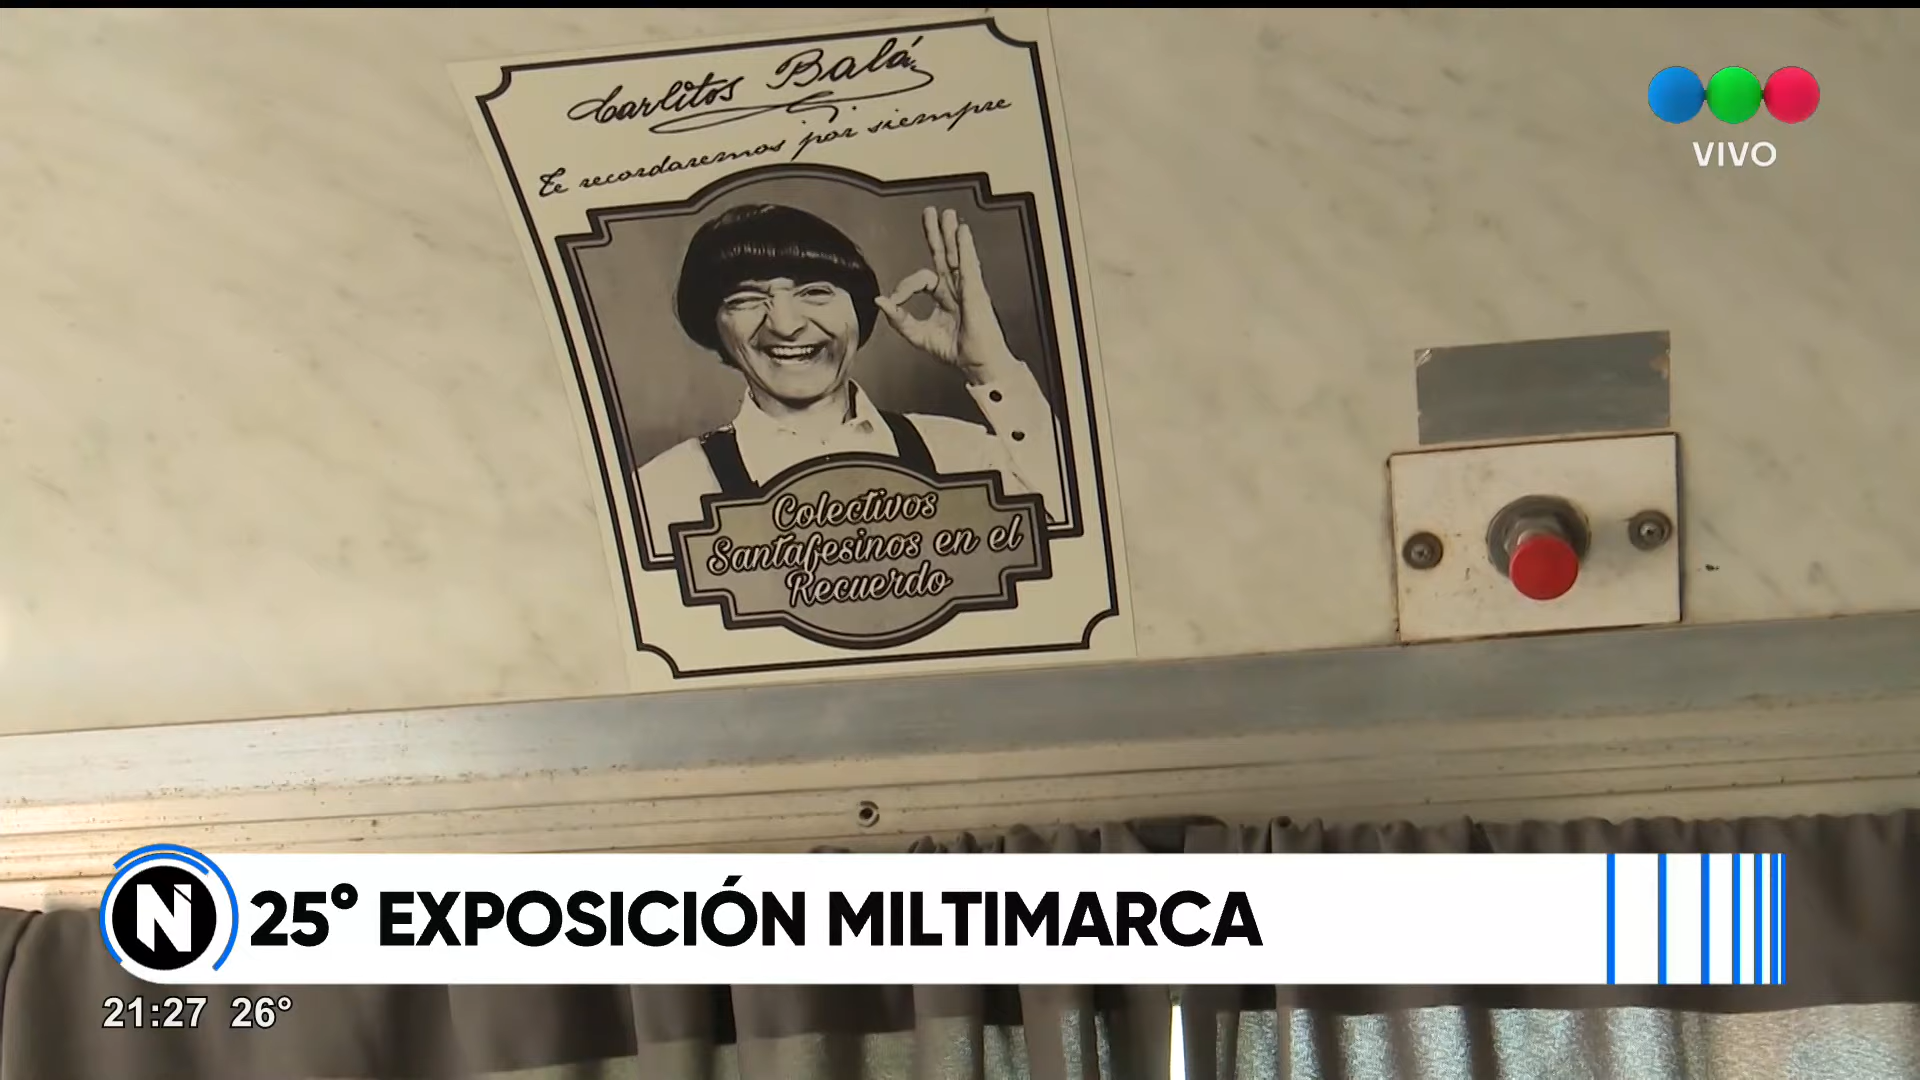 Carlitos Balá
Te recordaremos por siempre
VIVO
Colectivos
Santafesinos en el
Recuerdo
N 25° EXPOSICIÓN MILTIMARCA
21:27 26°